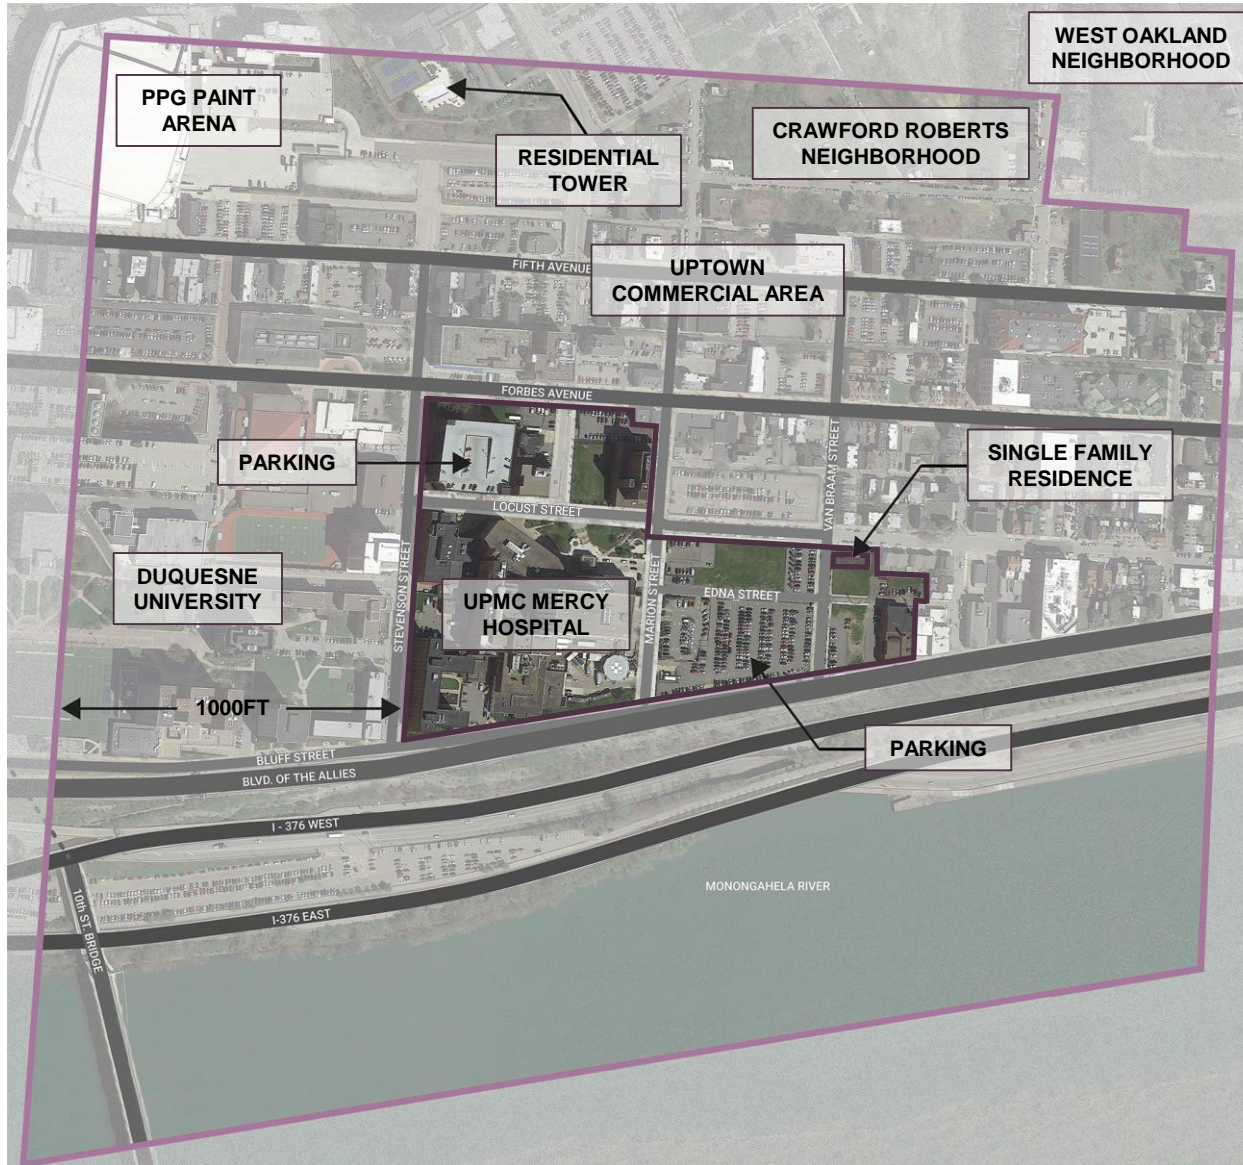 WEST OAKLAND
NEIGHBORHOOD
PPG PAINT
ARENA
CRAWFORD ROBERTS
NEIGHBORHOOD
RESIDENTIAL
TOWER
FIFTH AVENUE
UPTOWN
COMMERCIAL AREA
FORBES AVENUE
PARKING
SINGLE FAMILY
RESIDENCE
VAN BRAAM STREET
LOCUST STREET
DUQUESNE
UNIVERSITY
STEVENSON STREET
UPMC MERCY
HOSPITAL
MARION STREET
EDNA STREET
1000FT
PARKING
BLUFF STREET
BLVD. OF THE ALLIES
I - 376 WEST
MONONGAHELA RIVER
I-376 EAST
10th ST. BRIDGE